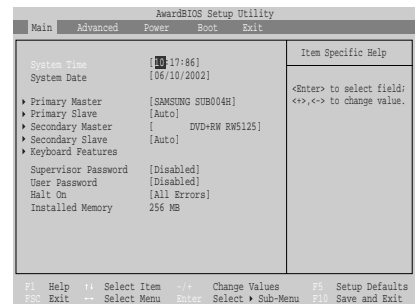 AwardBIOS Setup Utility
Main Advanced Power Boot Exit
Item Specific Help
System Time [10:17:86]
System Date [06/10/2002]
<Enter> to select field;
<+>,<-> to change value.
Primary Master [SAMSUNG SUB004H]
Primary Slave [Auto]
Secondary Master [ DVD+RW RW5125]
Secondary Slave [Auto]
Keyboard Features
Supervisor Password [Disabled]
User Password [Disabled]
Halt On [All Errors]
Installed Memory 256 MB
F1 Help ↑↓ Select Item -/+ Change Values F5 Setup Defaults
ESC Exit ↔ Select Menu Enter Select ▸ Sub-Menu F10 Save and Exit